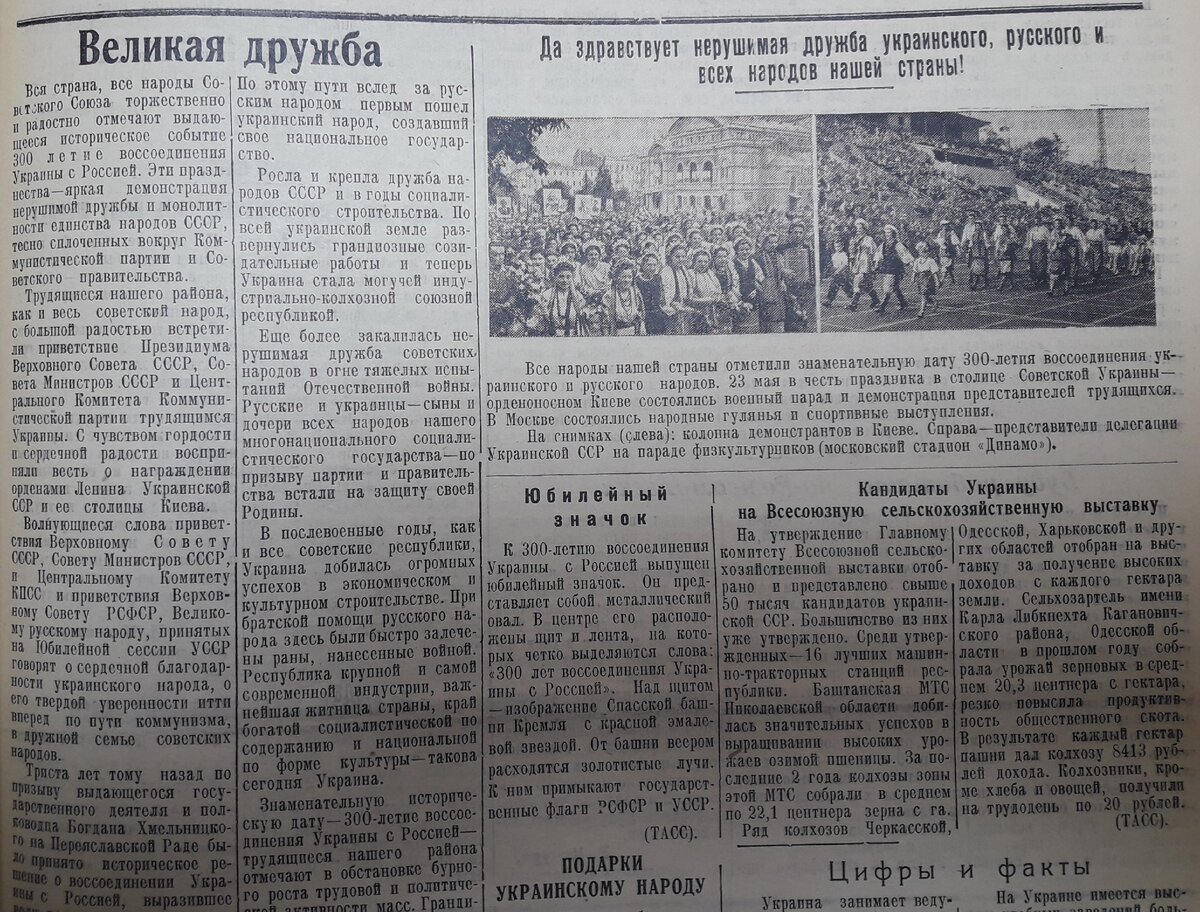 Великая дружба
Вся страна, все народы Со-
ветского Союза торжественно
и радостно отмечают выдаю-
щееся историческое событие
300 летие воссоединения
Украины с Россией. Эти празд-
нества—яркая демонстрация
нерушимой дружбы и монолит-
ности единства народов СССР,
тесно сплоченных вокруг Ком-
мунистической партии и Со-
ветского правительства.
Трудящиеся нашего района,
как и весь советский народ,
с большой радостью встрети-
ли приветствие Президиума
Верховного Совета СССР, Со-
вета Министров СССР и Цент-
рального Комитета Коммуни-
стической партии трудящимся
Украины. С чувством гордости
и сердечной радости воспри-
няли весть о награждении
орденами Ленина Украинской
ССР и ее столицы Киева.
Волнующиеся слова приветст-
ствия Верховному Совету
СССР, Совету Министров СССР,
и Центральному Комитету
КПСС и приветствия Верхов-
ному Совету РСФСР, Велико-
му русскому народу, принятых
на Юбилейной сессии УССР
говорят о сердечной благодар-
ности украинского народа, о
его твердой уверенности итти
вперед по пути коммунизма,
в дружной семье советских
народов.
Триста лет тому назад по
призыву выдающегося госу-
дарственного деятеля и пол-
ководца Богдана Хмельницко-
го на Переяславской Раде бы-
ло принято историческое ре-
шение о воссоединении Украи-
ны с Россией, выразившее
По этому пути вслед за рус-
ским народом первым пошел
украинский народ, создавший
свое национальное государ-
ство.
Росла и крепла дружба на-
родов СССР и в годы социали-
стического строительства. По
всей украинской земле раз-
вернулись грандиозные сози-
дательные работы и теперь
Украина стала могучей инду-
стриально-колхозной союзной
республикой.
Еще более закалилась не-
рушимая дружба советских
народов в огне тяжелых испы-
таний Отечественной войны.
Русские и украинцы—сыны и
дочери всех народов нашего
многонационального социали-
стического государства—по
призыву партии и правитель-
ства встали на защиту своей
Родины.
В послевоенные годы, как
и все советские республики,
Украина добилась огромных
успехов в экономическом и
культурном строительстве. При
братской помощи русского на-
рода здесь были быстро залече-
ны раны, нанесенные войной.
Республика крупной и самой
современной индустрии, важ-
нейшая житница страны, край
богатой социалистической по
содержанию и национальной
по форме культуры—такова
сегодня Украина.
Знаменательную историче-
скую дату—300-летие воссое-
динения Украины с Россией—
трудящиеся нашего района
отмечают в обстановке бурно-
го роста трудовой и политиче-
ской активности масс. Гранди-
Да здравствует нерушимая дружба украинского, русского и
всех народов нашей страны!
Все народы нашей страны отметили знаменательную дату 300-летия воссоединения ук-
раинского и русского народов. 23 мая в честь праздника в столице Советской Украины—
орденоносном Киеве состоялись военный парад и демонстрация представителей трудящихся.
В Москве состоялись народные гулянья и спортивные выступления.
На снимках (слева): колонна демонстрантов в Киеве. Справа—представители делегации
Украинской ССР на параде физкультурников (московский стадион «Динамо»).
Юбилейный
значок
К 300-летию воссоединения
Украины с Россией выпущен
юбилейный значок. Он пред-
ставляет собой металлический
овал. В центре его располо-
жены щит и лента, на кото-
рых четко выделяются слова:
«300 лет воссоединения Украи-
ны с Россией». Над щитом
—изображение Спасской баш-
ни Кремля с красной эмале-
вой звездой. От башни веером
расходятся золотистые лучи.
К ним примыкают государст-
венные флаги РСФСР и УССР.
(ТАСС).
ПОДАРКИ
УКРАИНСКОМУ НАРОДУ
Кандидаты Украины
на Всесоюзную сельскохозяйственную выставку
На утверждение Главному
комитету Всесоюзной сельско-
хозяйственной выставки отоб-
рано и представлено свыше
50 тысяч кандидатов украин-
ской ССР. Большинство из них
уже утверждено. Среди утвер-
жденных—16 лучших машин-
но-тракторных станций рес-
публики. Баштанская МТС
Николаевской области доби-
лась значительных успехов в
выращивании высоких уро-
жаев озимой пшеницы. За по-
следние 2 года колхозы зоны
этой МТС собрали в среднем
по 22,1 центнера зерна с га.
Ряд колхозов Черкасской,
Одесской, Харьковской и дру-
гих областей отобран на выс-
тавку за получение высоких
доходов с каждого гектара
земли. Сельхозартель имени
Карла Либкнехта Каганович-
ского района, Одесской об-
ласти в прошлом году со-
брала урожай зерновых в сред-
нем 20,3 центнера с гектара,
резко повысила продуктив-
ность общественного скота.
В результате каждый гектар
пашни дал колхозу 8413 руб-
лей дохода. Колхозники, кро-
ме хлеба и овощей, получили
на трудодень по 20 рублей.
(ТАСС).
Цифры и факты
Украина занимает веду-
На Украине имеется выс-